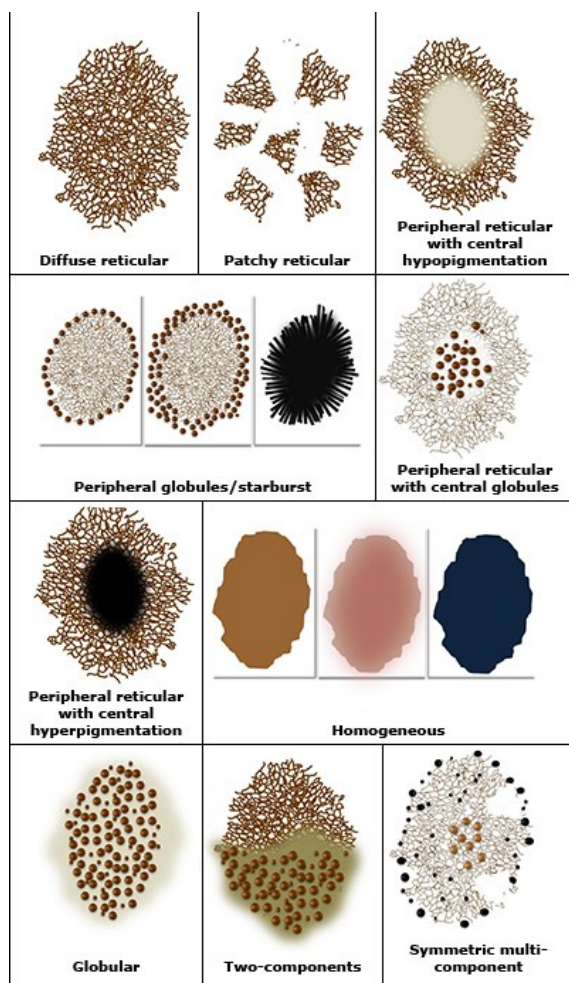 Diffuse reticular
Patchy reticular
Peripheral reticular
with central
hypopigmentation
Peripheral globules/starburst
Peripheral reticular
with central globules
Peripheral reticular
with central
hyperpigmentation
Homogeneous
Globular
Two-components
Symmetric multi-
component